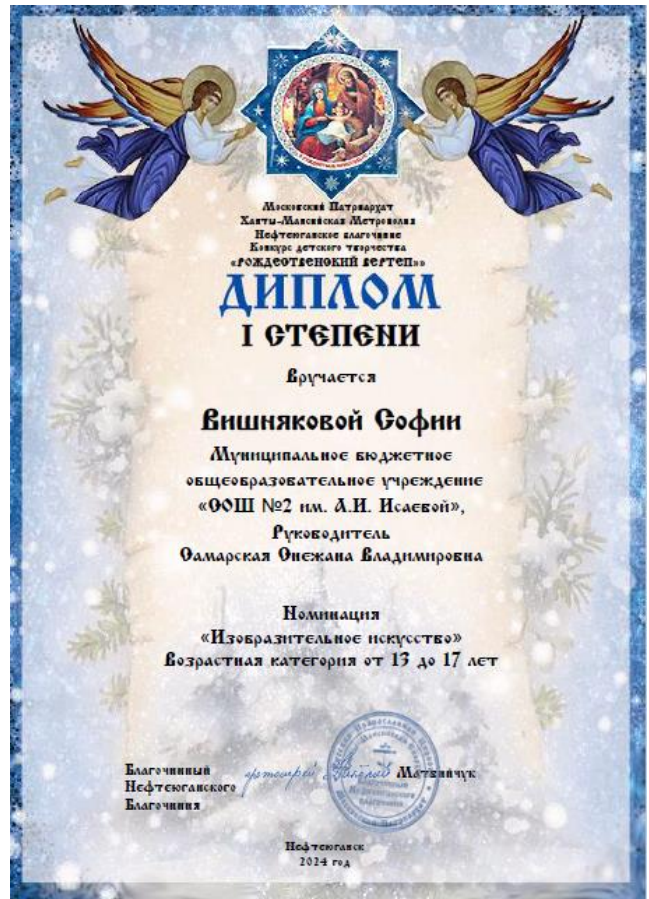 Московский Патриархат
Ханты-Мансийская Митрополия
Нефтеюганское благочиние
Конкурс детского творчества
«РОЖДЕСТВЕНСКИЙ ВЕРТЕП»»
ДИПЛОМ
I СТЕПЕНИ
Вручается
Вишняковой Софии
Муниципальное бюджетное
общеобразовательное учреждение
«СОШ №2 им. А.И. Исаевой»,
Руководитель
Самарская Снежана Владимировна
Номинация
«Изобразительное искусство»
Возрастная категория от 13 до 17 лет
Благочинный
Нефтеюганского
Благочиния
протоиерей Матвийчук
Нефтеюганск
2024 год